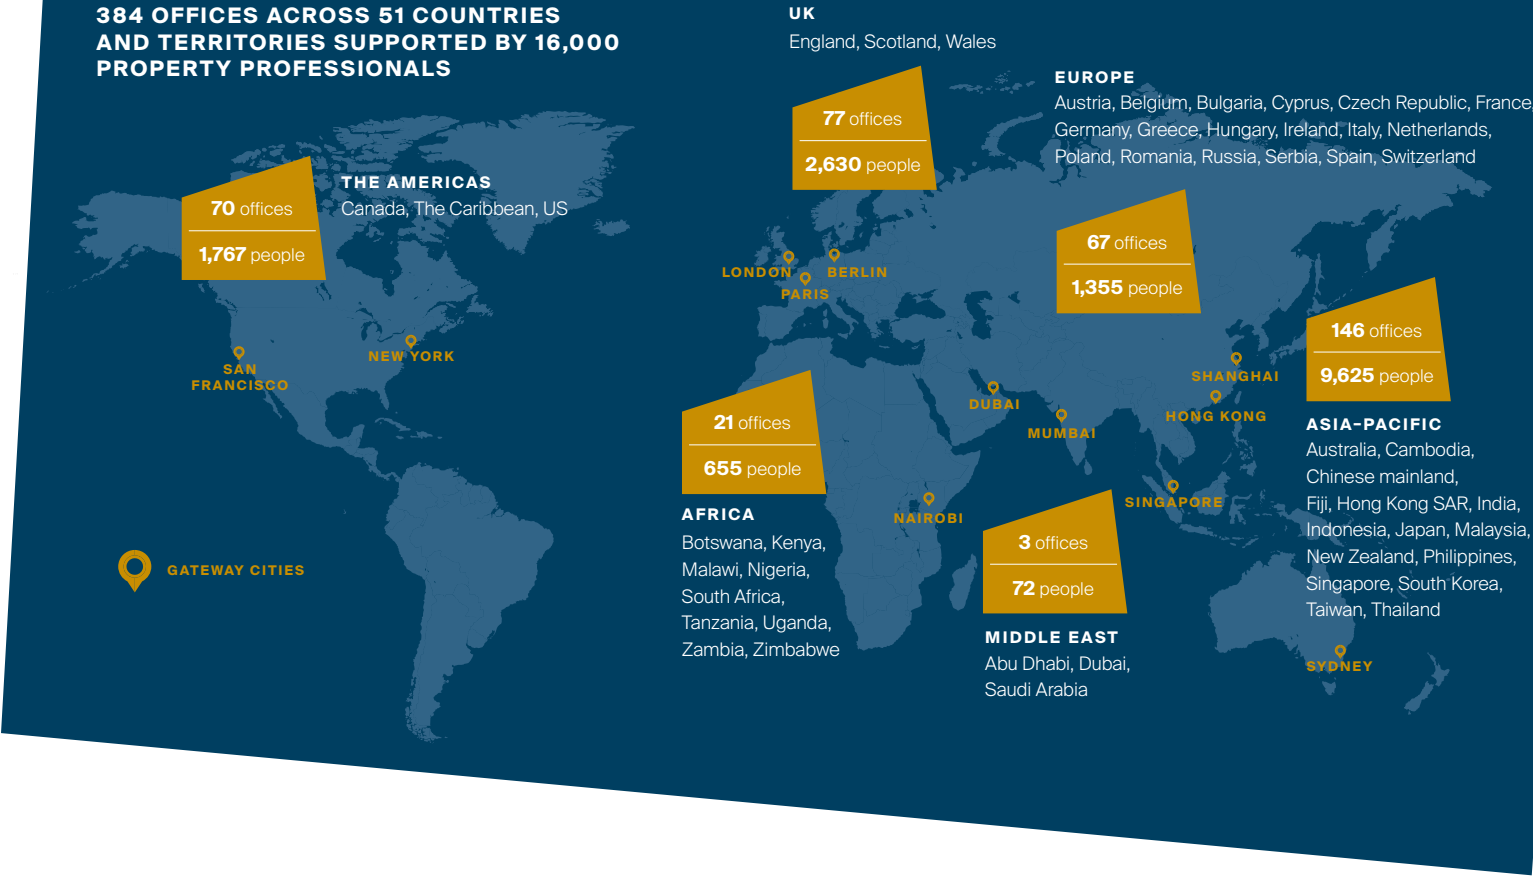 384 OFFICES ACROSS 51 COUNTRIES
AND TERRITORIES SUPPORTED BY 16,000
PROPERTY PROFESSIONALS
UK
England, Scotland, Wales
77 offices
2,630 people
EUROPE
Austria, Belgium, Bulgaria, Cyprus, Czech Republic, France,
Germany, Greece, Hungary, Ireland, Italy, Netherlands,
Poland, Romania, Russia, Serbia, Spain, Switzerland
67 offices
1,355 people
THE AMERICAS
Canada, The Caribbean, US
70 offices
1,767 people
LONDON
BERLIN
PARIS
SAN
FRANCISCO
NEW YORK
146 offices
9,625 people
ASIA-PACIFIC
Australia, Cambodia,
Chinese mainland,
Fiji, Hong Kong SAR, India,
Indonesia, Japan, Malaysia,
New Zealand, Philippines,
Singapore, South Korea,
Taiwan, Thailand
SHANGHAI
HONG KONG
DUBAI
MUMBAI
SINGAPORE
NAIROBI
SYDNEY
21 offices
655 people
AFRICA
Botswana, Kenya,
Malawi, Nigeria,
South Africa,
Tanzania, Uganda,
Zambia, Zimbabwe
3 offices
72 people
MIDDLE EAST
Abu Dhabi, Dubai,
Saudi Arabia
GATEWAY CITIES